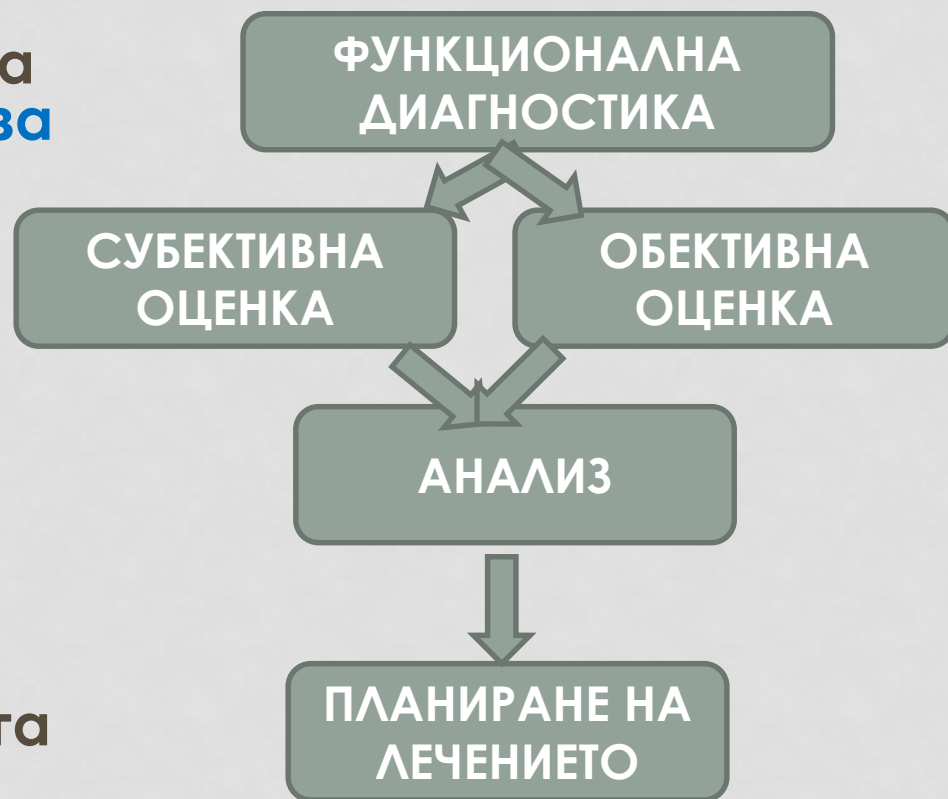 ФУНКЦИОНАЛНА
ДИАГНОСТИКА
СУБЕКТИВНА
ОЦЕНКА
ОБЕКТИВНА
ОЦЕНКА
АНАЛИЗ
ПЛАНИРАНЕ НА
ЛЕЧЕНИЕТО